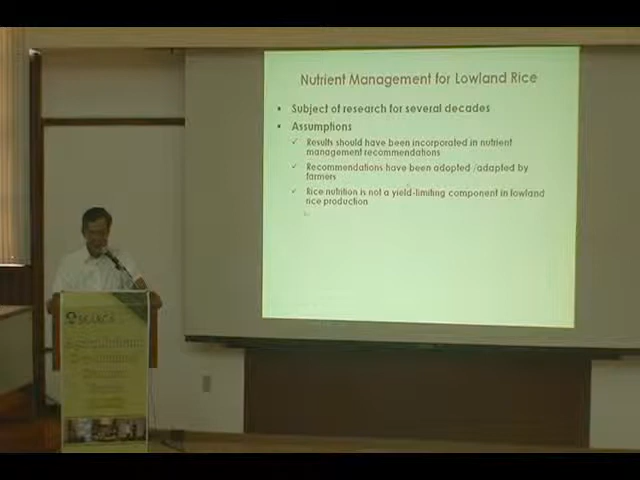 Nutrient Management for Lowland Rice
• Subject of research for several decades
• Assumptions
✓ Results should have been incorporated in nutrient
management recommendations
✓ Recommendations have been adopted /adapted by
farmers
✓ Rice nutrition is not a yield-limiting component in lowland
rice production
SEARCA